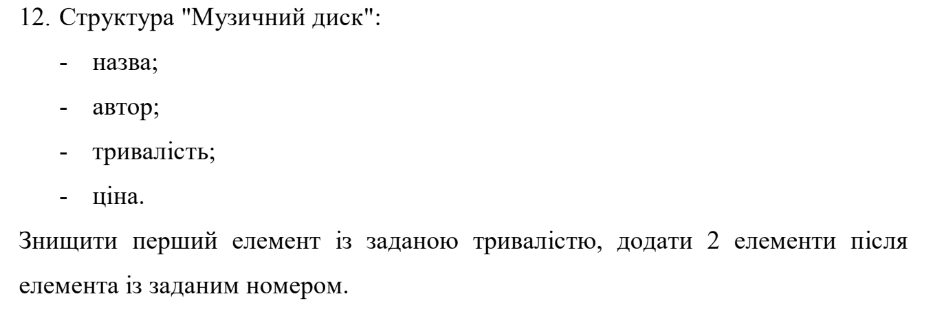 12. Структура "Музичний диск":
- назва;
- автор;
- тривалість;
- ціна.
Знищити перший елемент із заданою тривалістю, додати 2 елементи після
елемента із заданим номером.